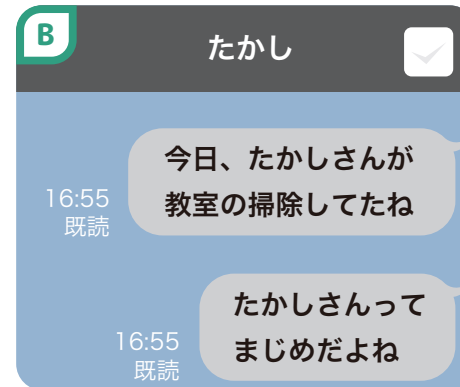 B
たかし
今日、たかしさんが
教室の掃除してたね
16:55
既読
たかしさんって
まじめだよね
16:55
既読